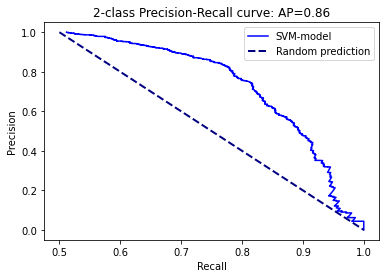 2-class Precision-Recall curve: AP=0.86
SVM-model
Random prediction
Precision
1.0
0.8
0.6
0.4
0.2
0.0
0.5 0.6 0.7 0.8 0.9 1.0
Recall